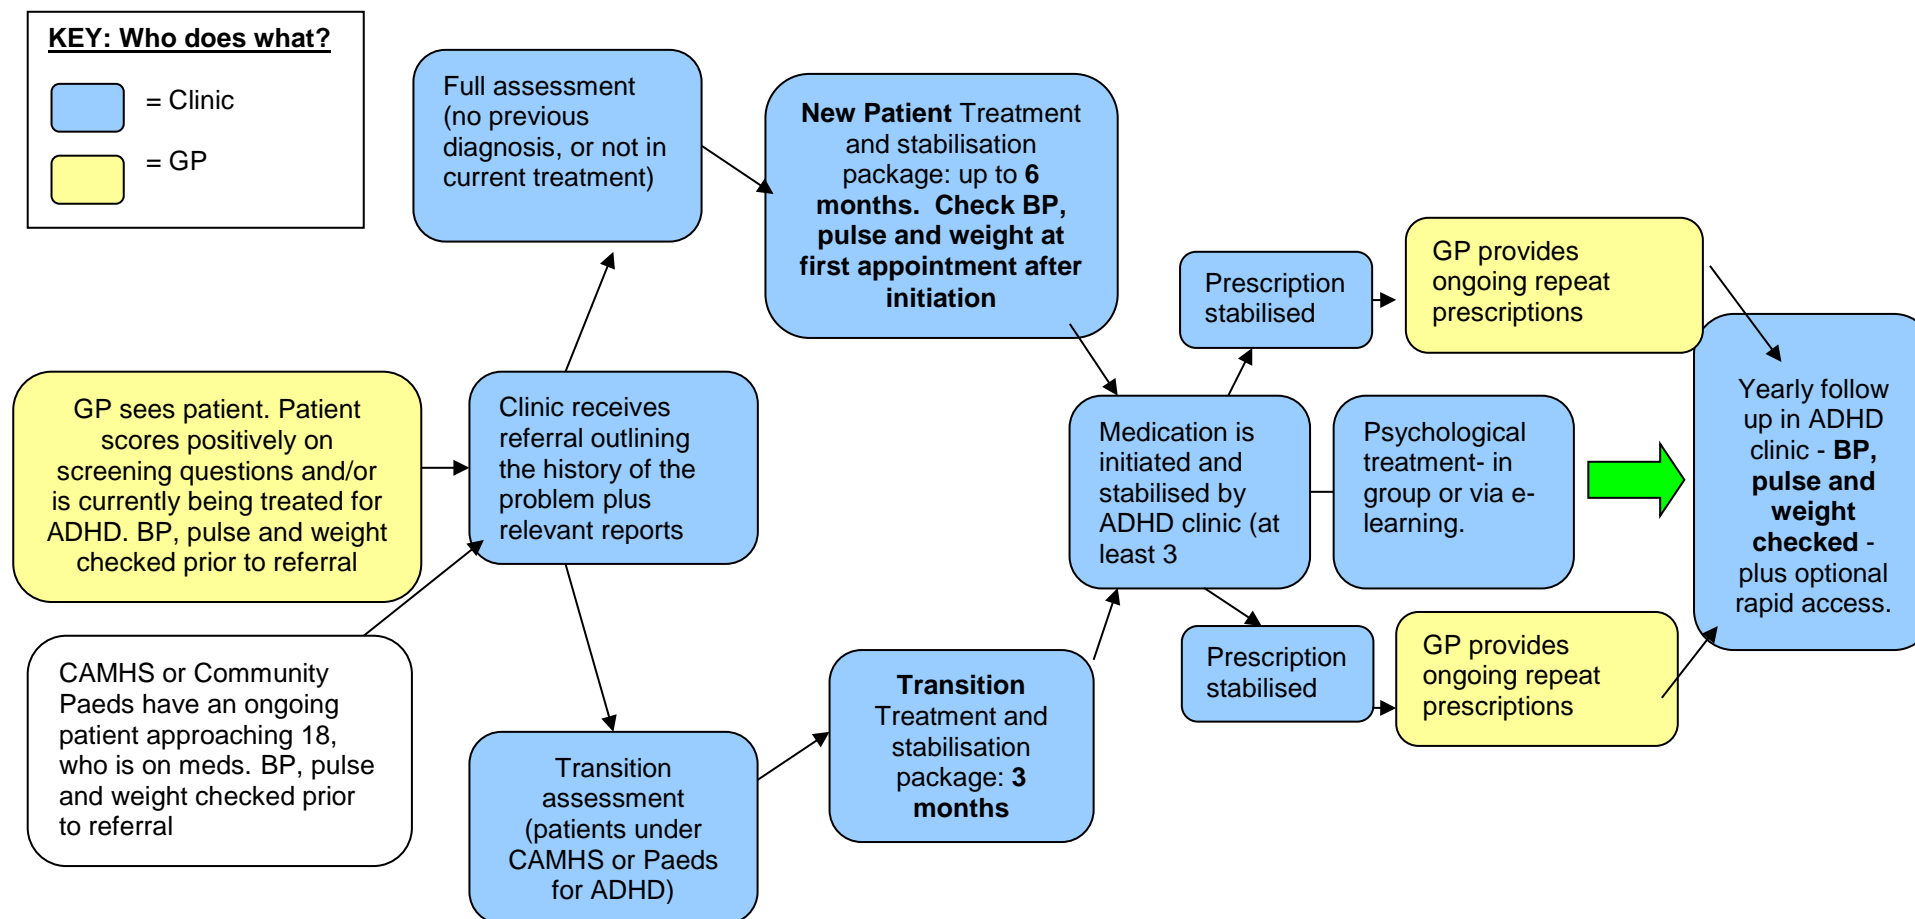 KEY: Who does what?
= Clinic
= GP
Full assessment
(no previous
diagnosis, or not in
current treatment)
New Patient Treatment
and stabilisation
package: up to 6
months.  Check BP,
pulse and weight at
first appointment after
initiation
Prescription
stabilised
GP provides
ongoing repeat
prescriptions
GP sees patient. Patient
scores positively on
screening questions and/or
is currently being treated for
ADHD. BP, pulse and weight
checked prior to referral
Clinic receives
referral outlining
the history of the
problem plus
relevant reports
Medication is
initiated and
stabilised by
ADHD clinic (at
least 3
Psychological
treatment- in
group or via e-
learning.
Yearly follow
up in ADHD
clinic - BP,
pulse and
weight
checked -
plus optional
rapid access.
CAMHS or Community
Paeds have an ongoing
patient approaching 18,
who is on meds. BP, pulse
and weight checked prior
to referral
Transition
assessment
(patients under
CAMHS or Paeds
for ADHD)
Transition
Treatment and
stabilisation
package: 3
months
Prescription
stabilised
GP provides
ongoing repeat
prescriptions